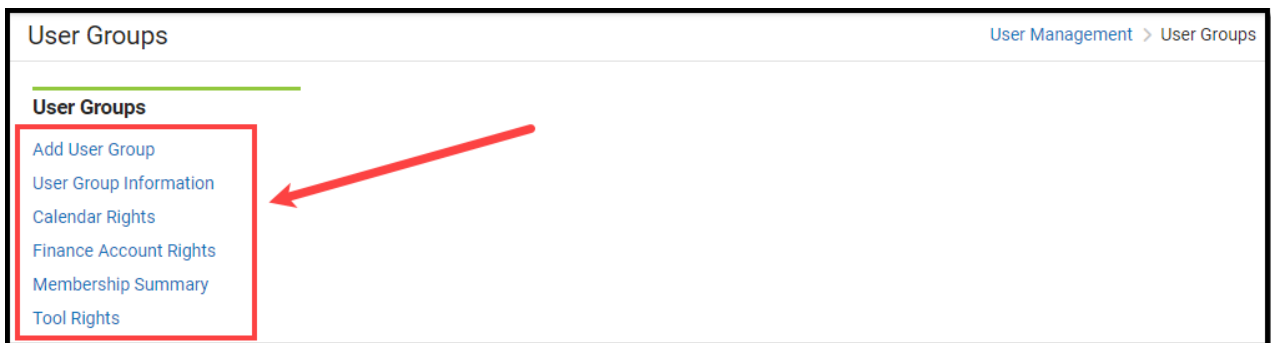 User Groups
User Management > User Groups
User Groups
Add User Group
User Group Information
Calendar Rights
Finance Account Rights
Membership Summary
Tool Rights